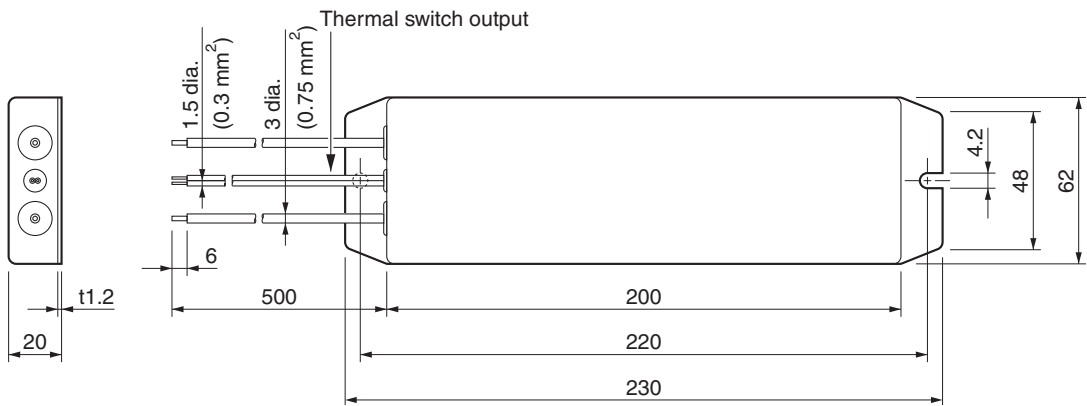 Thermal switch output
1.5 dia.
(0.3 mm²)
3 dia.
(0.75 mm²)
4.2
48
62
6
t1.2
500
200
20
220
230